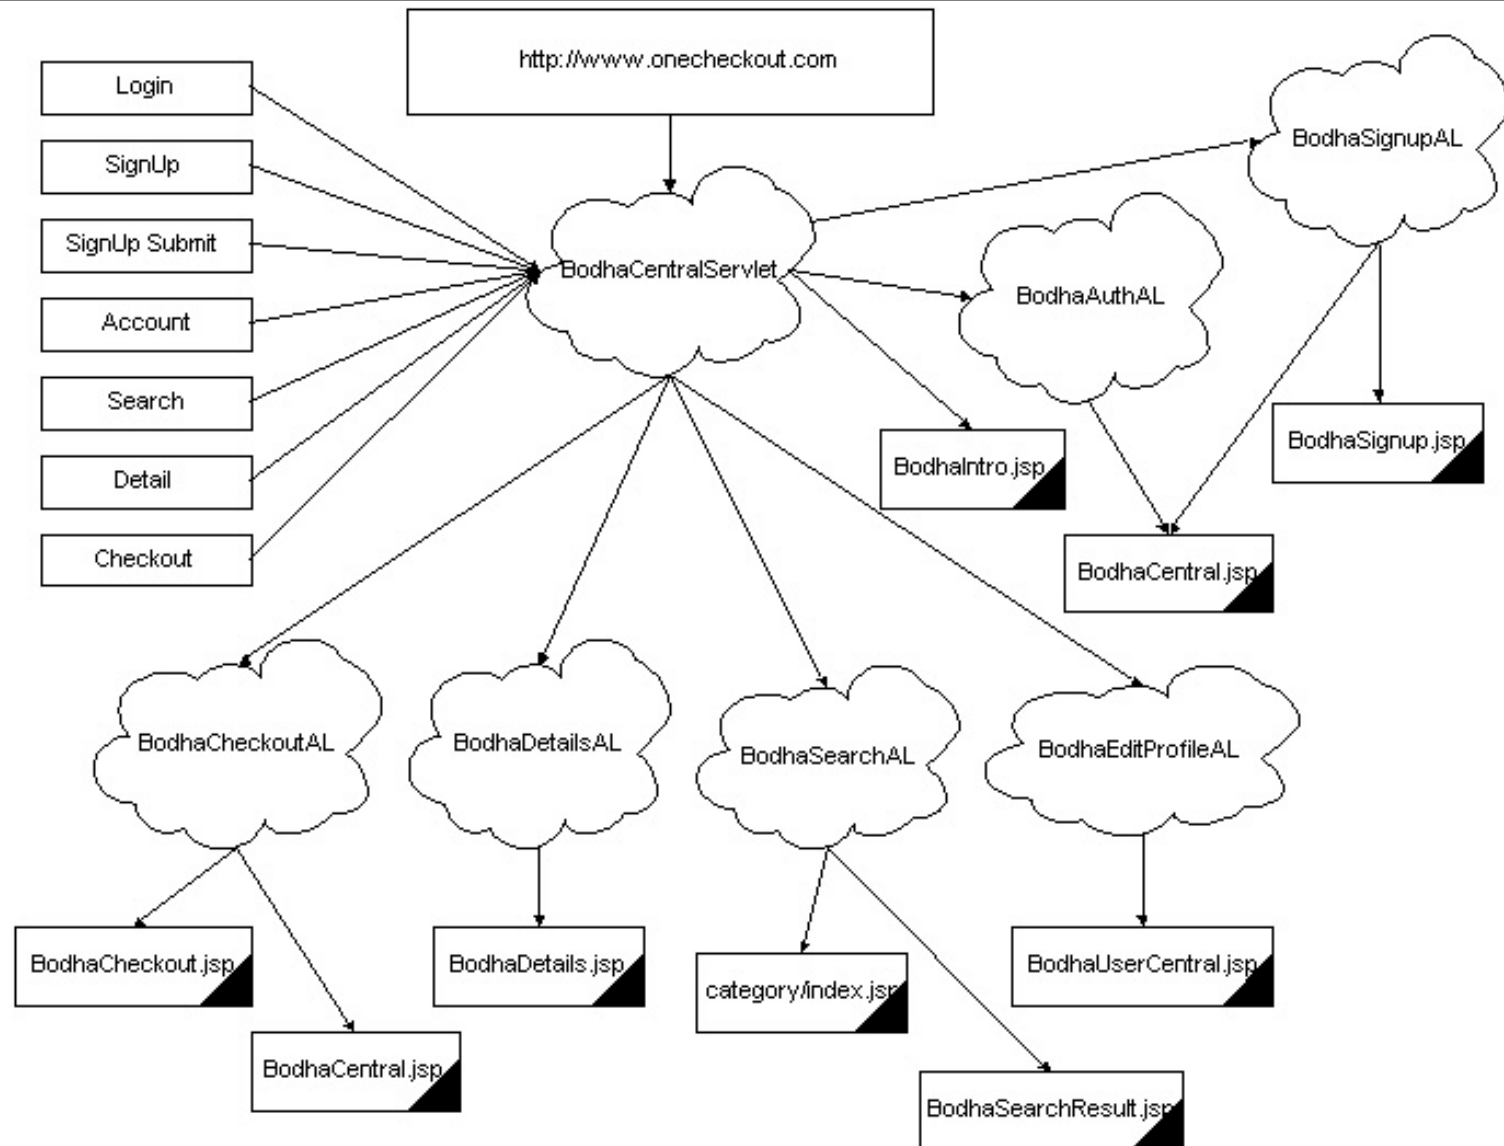 http://www.onecheckout.com
Login
SignUp
SignUp Submit
Account
Search
Detail
Checkout
BodhaCentralServlet
BodhaSignupAL
BodhaAuthAL
BodhaIntro.jsp
BodhaSignup.jsp
BodhaCentral.jsp
BodhaCheckoutAL
BodhaDetailsAL
BodhaSearchAL
BodhaEditProfileAL
BodhaCheckout.jsp
BodhaDetails.jsp
category/index.jsp
BodhaUserCentral.jsp
BodhaCentral.jsp
BodhaSearchResult.jsp